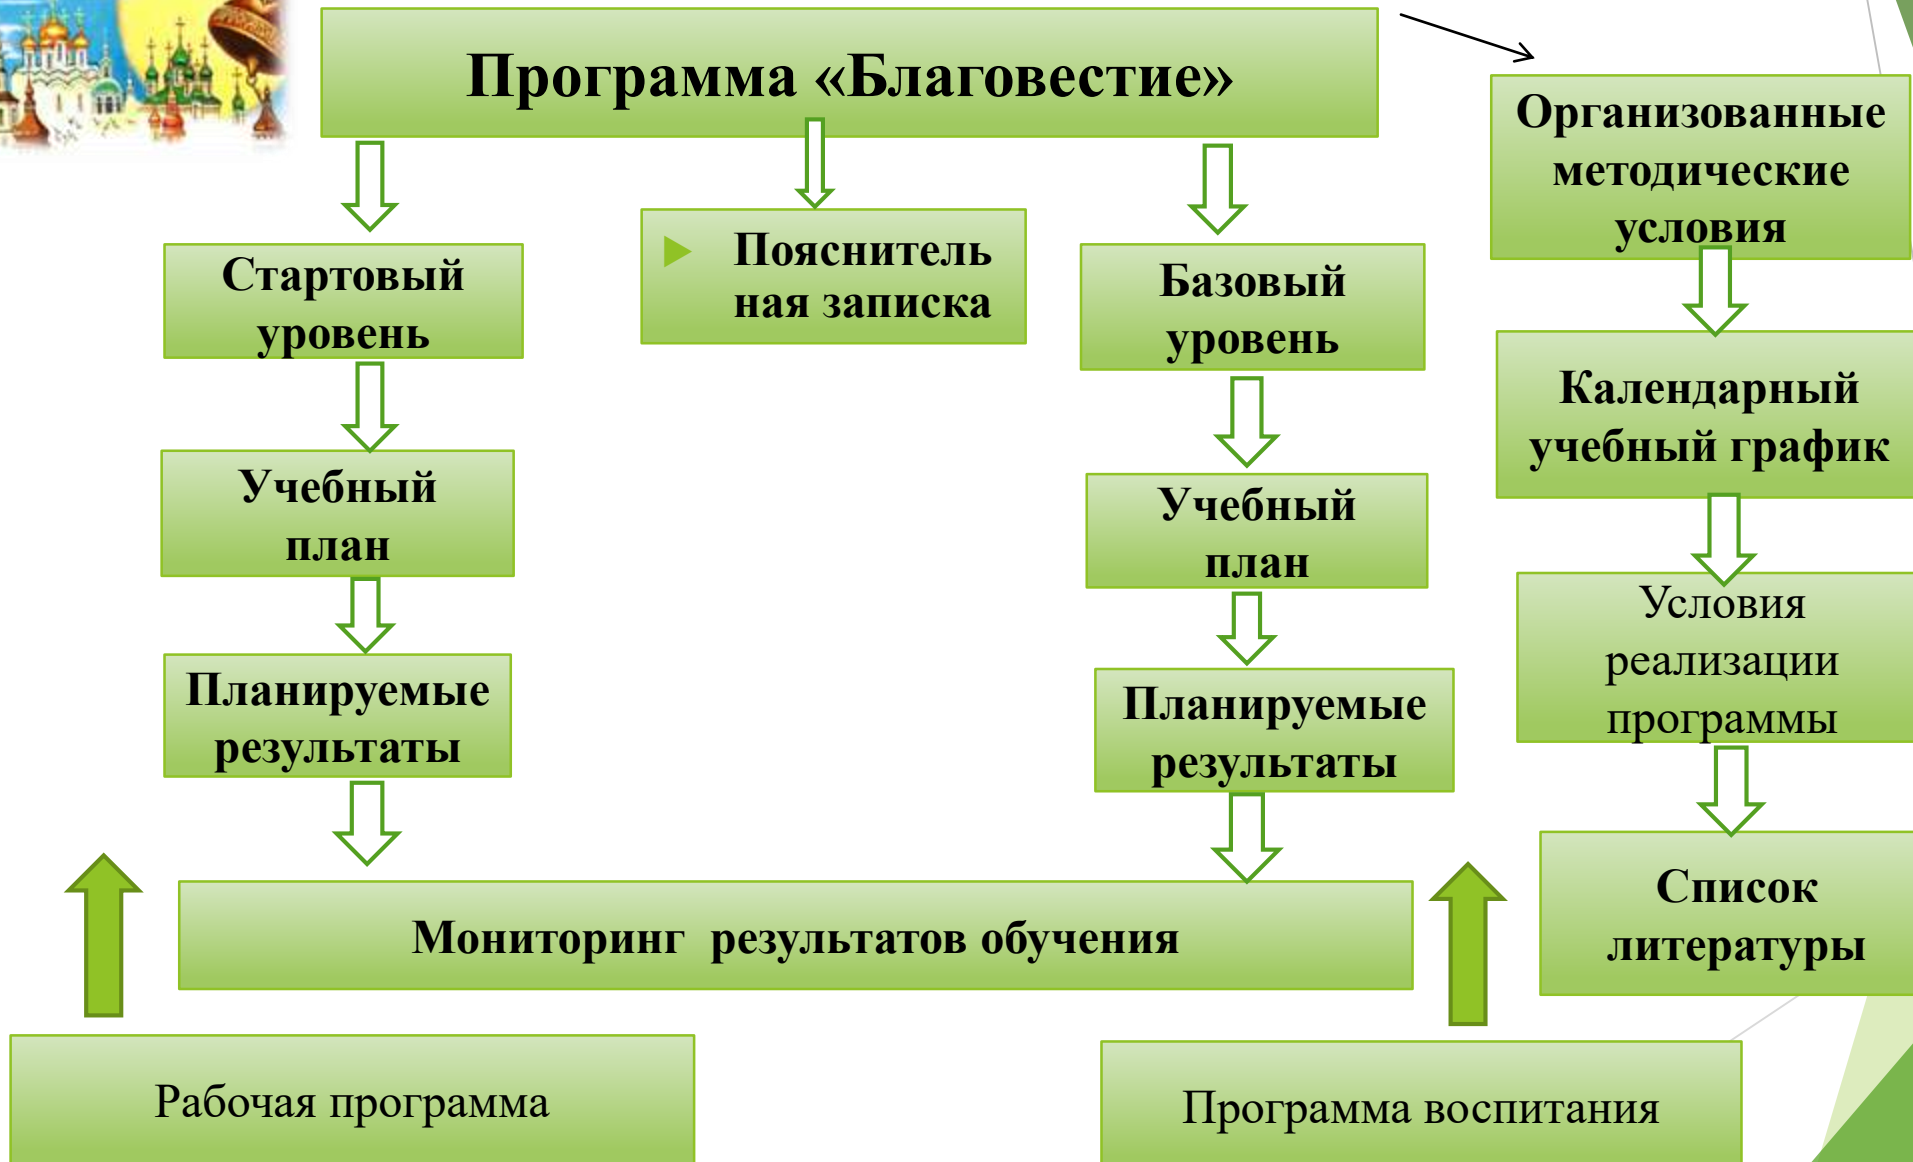 Программа «Благовестие»
Организованные
методические
условия
Стартовый
уровень
Пояснитель
ная записка
Базовый
уровень
Календарный
учебный график
Учебный
план
Учебный
план
Условия
реализации
программы
Планируемые
результаты
Планируемые
результаты
Список
литературы
Мониторинг  результатов обучения
Рабочая программа
Программа воспитания